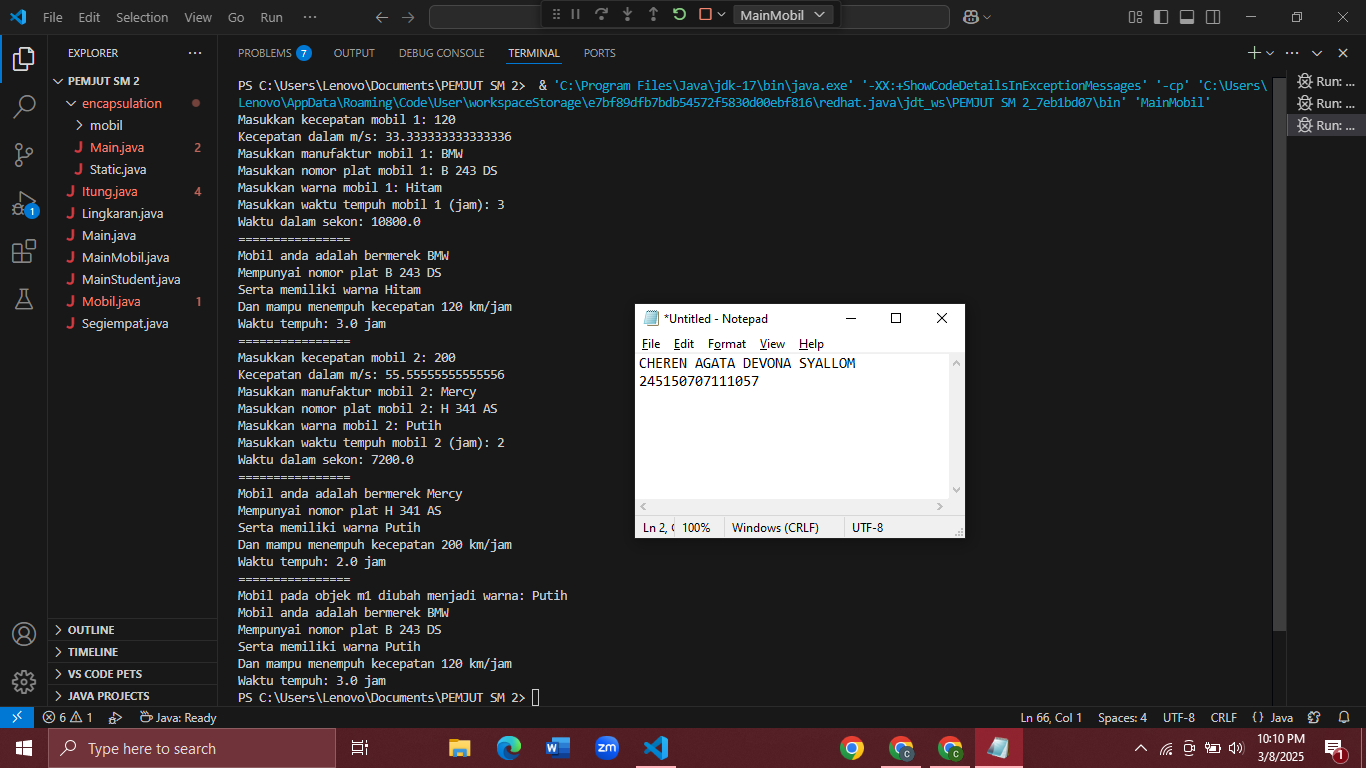 File Edit Selection View Go Run ···
MainMobil
EXPLORER ···
PEMJUT SM 2
encapsulation
mobil
Main.java 2
Static.java
Itung.java 4
Lingkaran.java
Main.java
MainMobil.java
MainStudent.java
Mobil.java 1
Segiempat.java
OUTLINE
TIMELINE
VS CODE PETS
JAVA PROJECTS
1
PROBLEMS 7 OUTPUT DEBUG CONSOLE TERMINAL PORTS
PS C:\Users\Lenovo\Documents\PEMJUT SM 2> & 'C:\Program Files\Java\jdk-17\bin\java.exe' '-XX:+ShowCodeDetailsInExceptionMessages' '-cp' 'C:\Users\
Lenovo\AppData\Roaming\Code\User\workspaceStorage\e7bf89dfb7bdb54572f5830d00ebf816\redhat.java\jdt_ws\PEMJUT SM 2_7eb1bd07\bin' 'MainMobil'
Masukkan kecepatan mobil 1: 120
Kecepatan dalam m/s: 33.333333333333336
Masukkan manufaktur mobil 1: BMW
Masukkan nomor plat mobil 1: B 243 DS
Masukkan warna mobil 1: Hitam
Masukkan waktu tempuh mobil 1 (jam): 3
Waktu dalam sekon: 10800.0
================
Mobil anda adalah bermerek BMW
Mempunyai nomor plat B 243 DS
Serta memiliki warna Hitam
Dan mampu menempuh kecepatan 120 km/jam
Waktu tempuh: 3.0 jam
================
Masukkan kecepatan mobil 2: 200
Kecepatan dalam m/s: 55.55555555555556
Masukkan manufaktur mobil 2: Mercy
Masukkan nomor plat mobil 2: H 341 AS
Masukkan warna mobil 2: Putih
Masukkan waktu tempuh mobil 2 (jam): 2
Waktu dalam sekon: 7200.0
================
Mobil anda adalah bermerek Mercy
Mempunyai nomor plat H 341 AS
Serta memiliki warna Putih
Dan mampu menempuh kecepatan 200 km/jam
Waktu tempuh: 2.0 jam
================
Mobil pada objek m1 diubah menjadi warna: Putih
Mobil anda adalah bermerek BMW
Mempunyai nomor plat B 243 DS
Serta memiliki warna Putih
Dan mampu menempuh kecepatan 120 km/jam
Waktu tempuh: 3.0 jam
PS C:\Users\Lenovo\Documents\PEMJUT SM 2>
Run: ...
Run: ...
Run: ...
*Untitled - Notepad
File Edit Format View Help
CHEREN AGATA DEVONA SYALLOM
245150707111057
Ln 2, 100% Windows (CRLF) UTF-8
6 1 Java: Ready Ln 66, Col 1 Spaces: 4 UTF-8 CRLF {} Java
Type here to search
zm
10:10 PM
3/8/2025
1